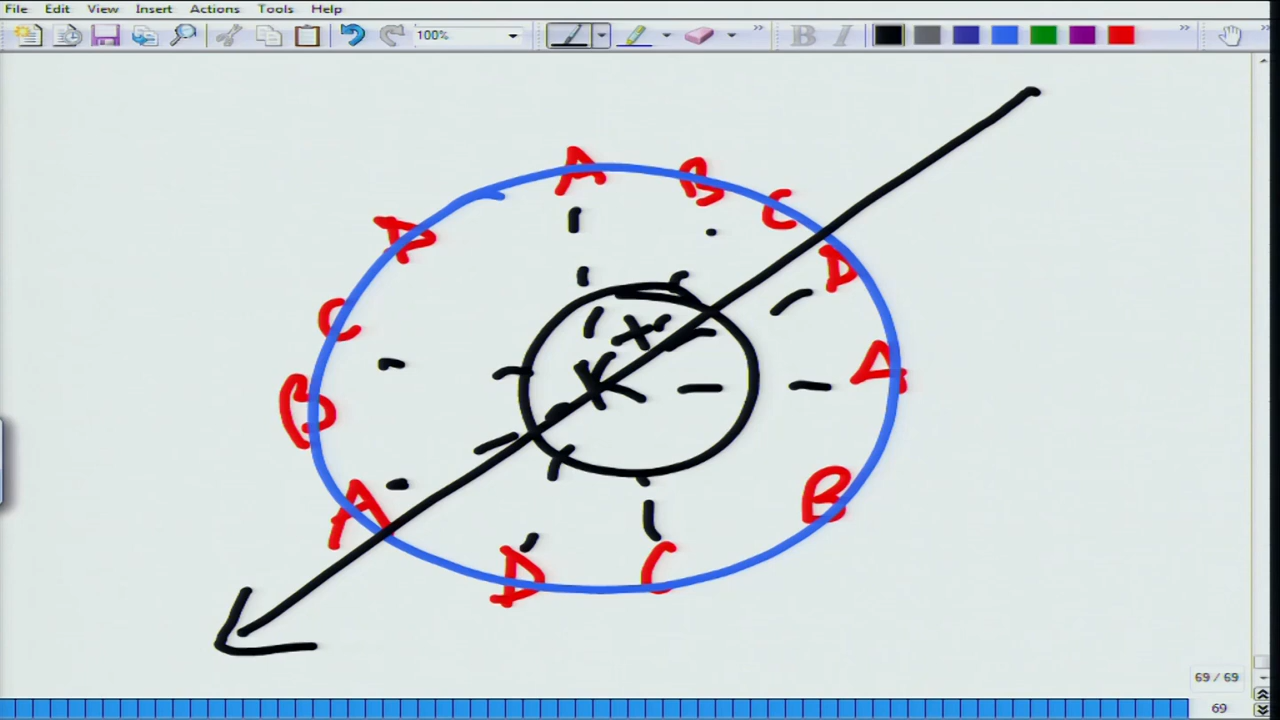 File Edit View Insert Actions Tools Help
100%
B I
A B
C
D
D
C
A
B
A
B
D C
X
69 / 69
69